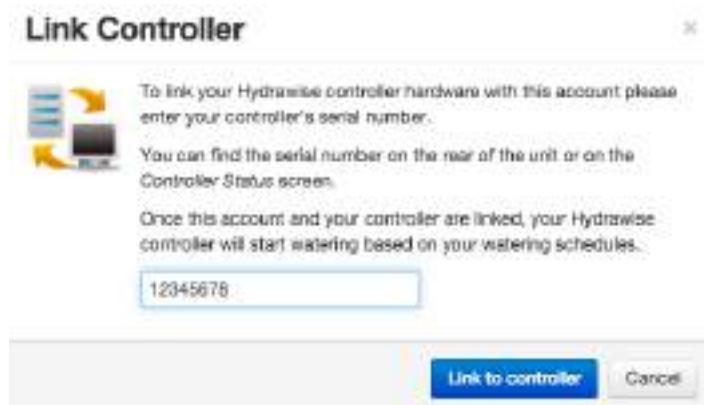 Link Controller
To link your Hydrawise controller hardware with this account please
enter your controller's serial number.
You can find the serial number on the rear of the unit or on the
Controller Status screen.
Once this account and your controller are linked, your Hydrawise
controller will start watering based on your watering schedules.
12345678
Link to controller Cancel